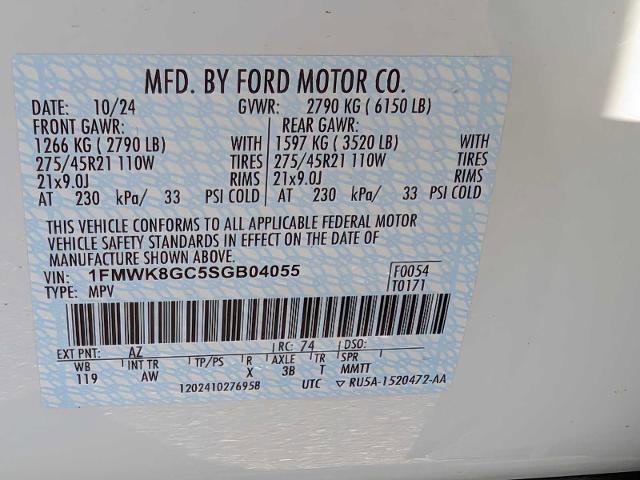 MFD. BY FORD MOTOR CO.
DATE: 10/24 GVWR: 2790 KG ( 6150 LB)
FRONT GAWR: REAR GAWR:
1266 KG ( 2790 LB) WITH 1597 KG ( 3520 LB) WITH
275/45R21 110W TIRES 275/45R21 110W TIRES
21x9.0J RIMS 21x9.0J RIMS
AT 230 kPa/ 33 PSI COLD AT 230 kPa/ 33 PSI COLD
THIS VEHICLE CONFORMS TO ALL APPLICABLE FEDERAL MOTOR
VEHICLE SAFETY STANDARDS IN EFFECT ON THE DATE OF
MANUFACTURE SHOWN ABOVE.
VIN: 1FMWK8GC5SGB04055 F0054
TYPE: MPV T0171
EXT PNT: AZ RC: 74 DSO:
WB INT TR TP/PS R AXLE TR SPR
119 AW X 3B T MMTT
120241027695B UTC ▽ RU5A-1520472-AA